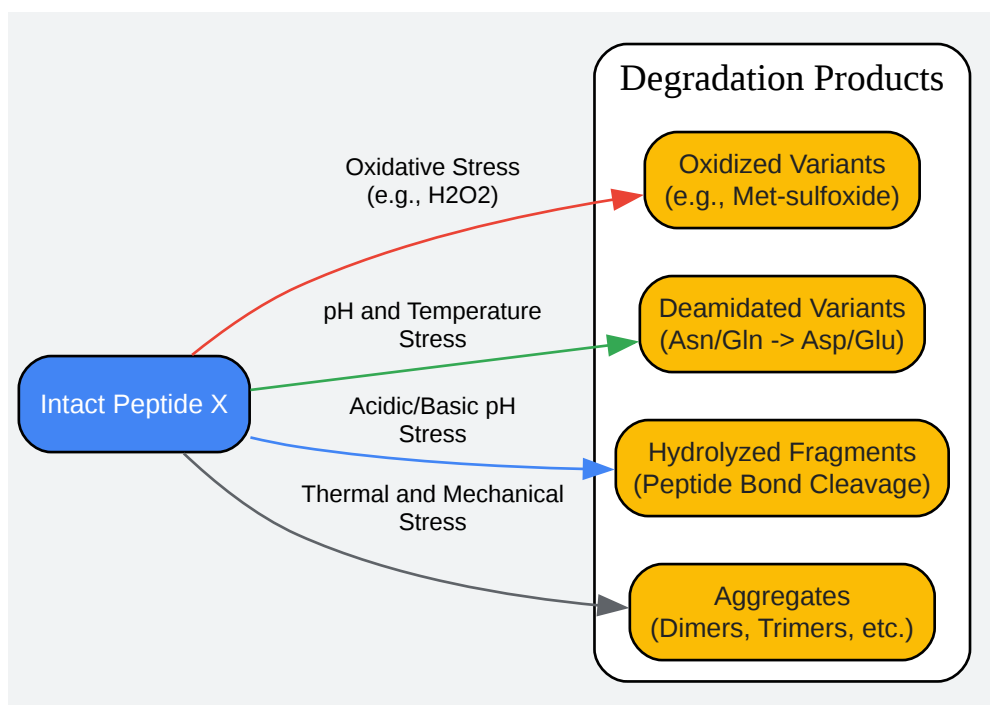 Degradation Products
Oxidative Stress
(e.g., H2O2)
Oxidized Variants
(e.g., Met-sulfoxide)
pH and Temperature
Stress
Deamidated Variants
(Asn/Gln -> Asp/Glu)
Intact Peptide X
Acidic/Basic pH
Stress
Hydrolyzed Fragments
(Peptide Bond Cleavage)
Thermal and Mechanical
Stress
Aggregates
(Dimers, Trimers, etc.)